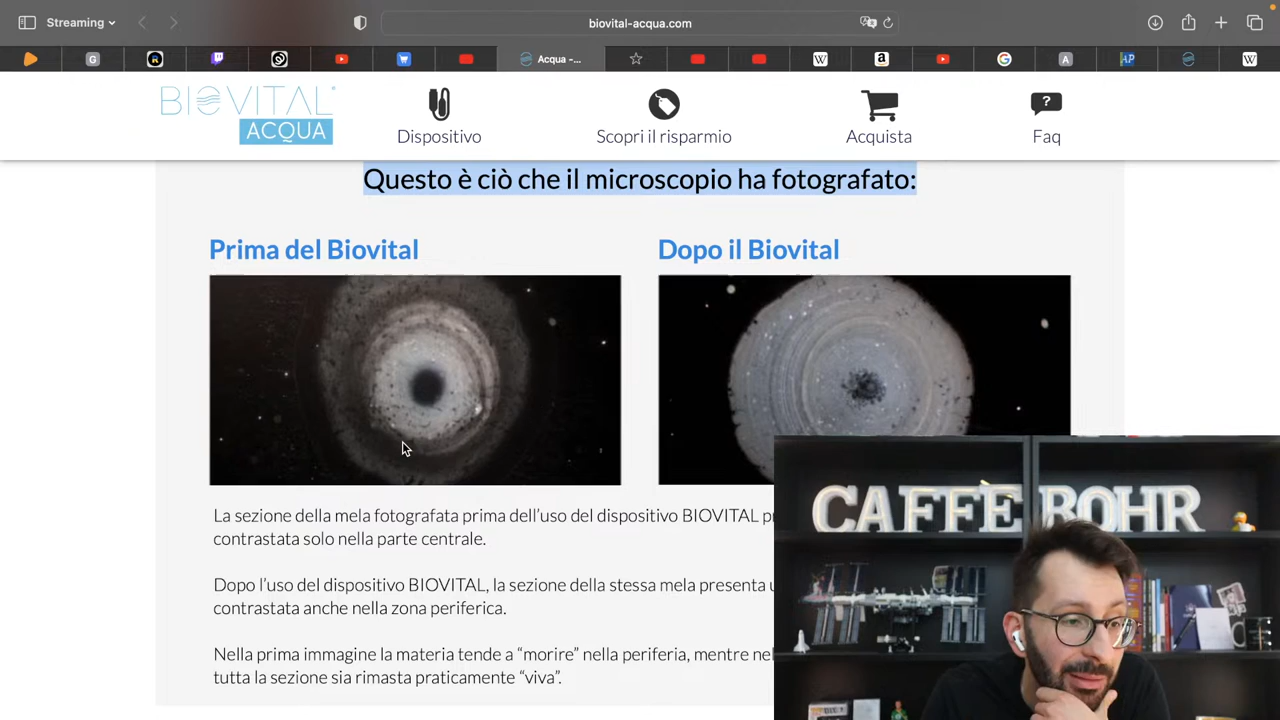 Streaming
biovital-acqua.com
Acqua -...
BIOVITAL
ACQUA
Dispositivo
Scopri il risparmio
Acquista
Faq
Questo è ciò che il microscopio ha fotografato:
Prima del Biovital
Dopo il Biovital
La sezione della mela fotografata prima dell'uso del dispositivo BIOVITAL
contrastata solo nella parte centrale.
Dopo l'uso del dispositivo BIOVITAL, la sezione della stessa mela presenta
contrastata anche nella zona periferica.
Nella prima immagine la materia tende a “morire” nella periferia, mentre
tutta la sezione sia rimasta praticamente “viva”.
CAFFE BOHR